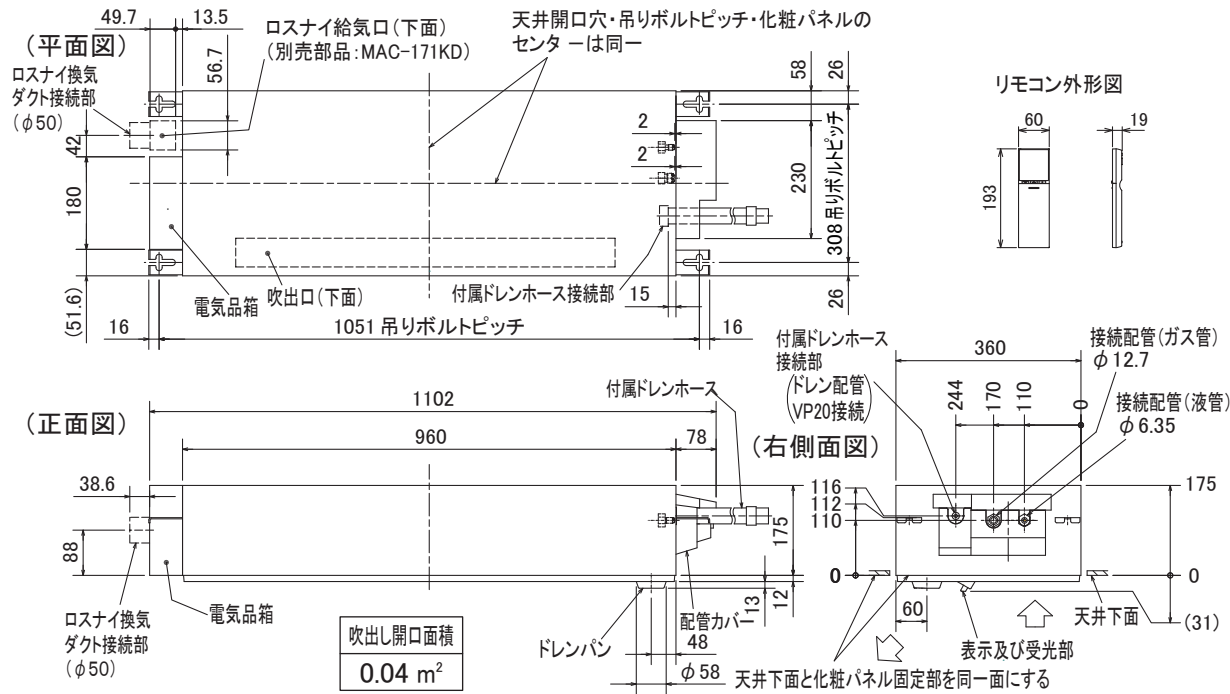 49.7
13.5
ロスナイ給気口(下面)
(別売部品:MAC-171KD)
天井開口穴・吊りボルトピッチ・化粧パネルの
センターは同一
(平面図)
ロスナイ換気
ダクト接続部
(φ50)
56.7
58
26
42
180
(51.6)
2
2
230
308 吊りボルトピッチ
26
電気品箱
吹出口(下面)
付属ドレンホース接続部
15
16
1051 吊りボルトピッチ
16
リモコン外形図
60
19
193
(正面図)
1102
付属ドレンホース
960
78
38.6
88
175
13
12
ロスナイ換気
ダクト接続部
(φ50)
電気品箱
吹出し開口面積
0.04 m²
ドレンパン
配管カバー
48
φ58
付属ドレンホース
接続部
(ドレン配管
VP20接続)
360
接続配管(ガス管)
φ12.7
244
170
110
0
接続配管(液管)
φ6.35
(右側面図)
116
112
110
0
175
0
(31)
60
天井下面
表示及び受光部
天井下面と化粧パネル固定部を同一面にする